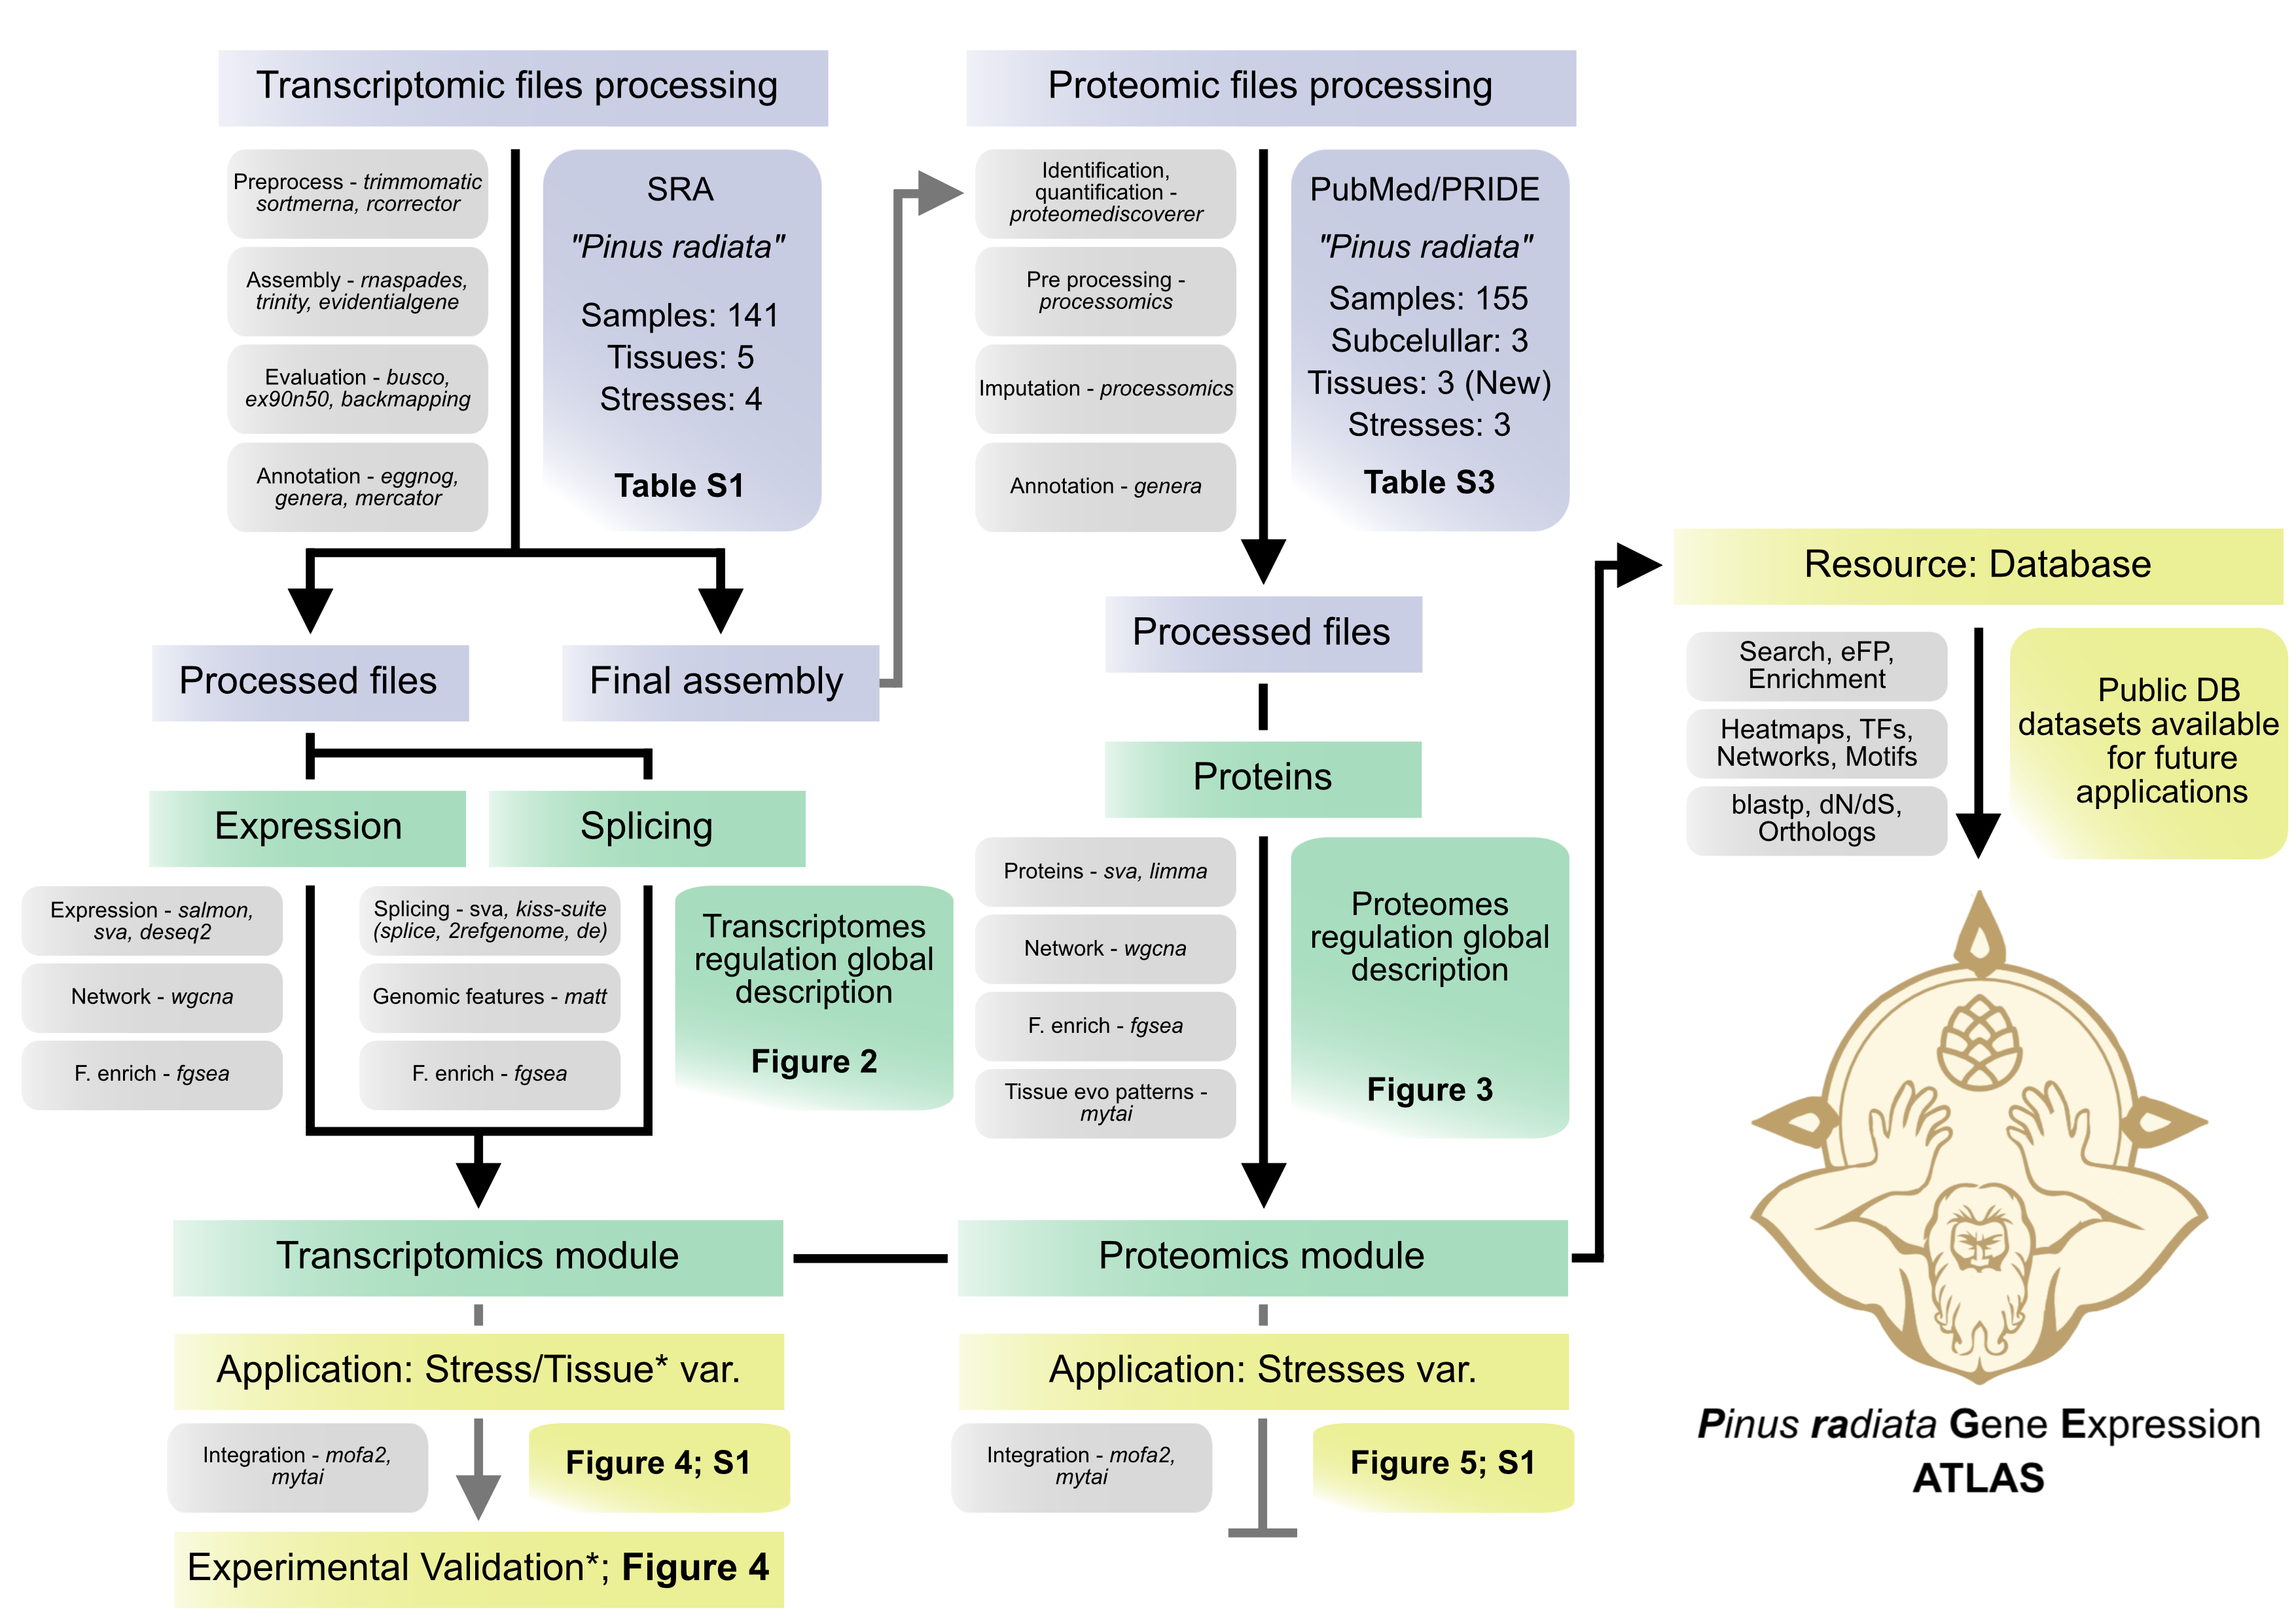 Transcriptomic files processing
Preprocess - trimmomatic
sortmerna, rcorrector
Assembly - rnaspades,
trinity, evidentialgene
Evaluation - busco,
ex90n50, backmapping
Annotation - eggnog,
genera, mercator
SRA
"Pinus radiata"
Samples: 141
Tissues: 5
Stresses: 4
Table S1
Processed files
Final assembly
Expression
Splicing
Expression - salmon,
sva, deseq2
Network - wgcna
F. enrich - fgsea
Splicing - sva, kiss-suite
(splice, 2refgenome, de)
Genomic features - matt
F. enrich - fgsea
Transcriptomes
regulation global
description
Figure 2
Transcriptomics module
Application: Stress/Tissue* var.
Integration - mofa2,
mytai
Figure 4; S1
Experimental Validation*; Figure 4
Proteomic files processing
Identification,
quantification -
proteomediscoverer
Pre processing -
processomics
Imputation - processomics
Annotation - genera
PubMed/PRIDE
"Pinus radiata"
Samples: 155
Subcelullar: 3
Tissues: 3 (New)
Stresses: 3
Table S3
Processed files
Proteins
Proteins - sva, limma
Network - wgcna
F. enrich - fgsea
Tissue evo patterns -
mytai
Proteomes
regulation global
description
Figure 3
Proteomics module
Application: Stresses var.
Integration - mofa2,
mytai
Figure 5; S1
Resource: Database
Search, eFP,
Enrichment
Heatmaps, TFs,
Networks, Motifs
blastp, dN/dS,
Orthologs
Public DB
datasets available
for future
applications
Pinus radiata Gene Expression
ATLAS